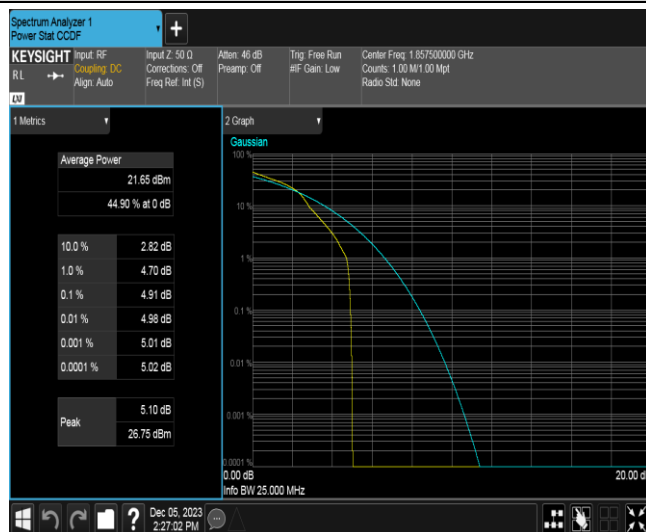 Spectrum Analyzer 1
Power Stat CCDF
+
KEYSIGHT
RL
Input: RF
Coupling: DC
Align: Auto
Input Z: 50 Ω
Corrections: Off
Freq Ref: Int (S)
Atten: 46 dB
Preamp: Off
Trig: Free Run
#IF Gain: Low
Center Freq: 1.857500000 GHz
Counts: 1.00 M/1.00 Mpt
Radio Std: None
1 Metrics
Average Power
21.65 dBm
44.90 % at 0 dB
10.0 % 2.82 dB
1.0 % 4.70 dB
0.1 % 4.91 dB
0.01 % 4.98 dB
0.001 % 5.01 dB
0.0001 % 5.02 dB
Peak
5.10 dB
26.75 dBm
2 Graph
Gaussian
100 %
10 %
1 %
0.1 %
0.01 %
0.001 %
0.0001 %
0.00 dB
20.00 d
Info BW 25.000 MHz
?
Dec 05, 2023
2:27:02 PM